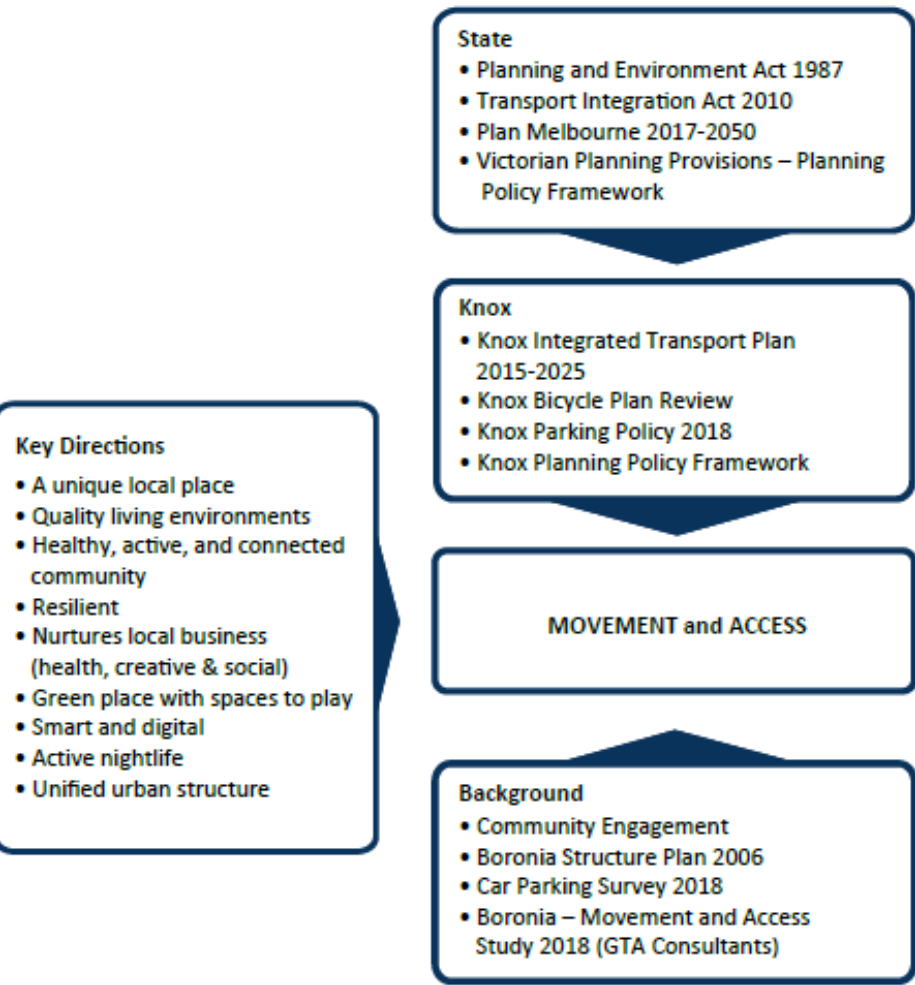 State
• Planning and Environment Act 1987
• Transport Integration Act 2010
• Plan Melbourne 2017-2050
• Victorian Planning Provisions – Planning
Policy Framework
Knox
• Knox Integrated Transport Plan
2015-2025
• Knox Bicycle Plan Review
• Knox Parking Policy 2018
• Knox Planning Policy Framework
Key Directions
• A unique local place
• Quality living environments
• Healthy, active, and connected
community
• Resilient
• Nurtures local business
(health, creative & social)
• Green place with spaces to play
• Smart and digital
• Active nightlife
• Unified urban structure
MOVEMENT and ACCESS
Background
• Community Engagement
• Boronia Structure Plan 2006
• Car Parking Survey 2018
• Boronia – Movement and Access
Study 2018 (GTA Consultants)